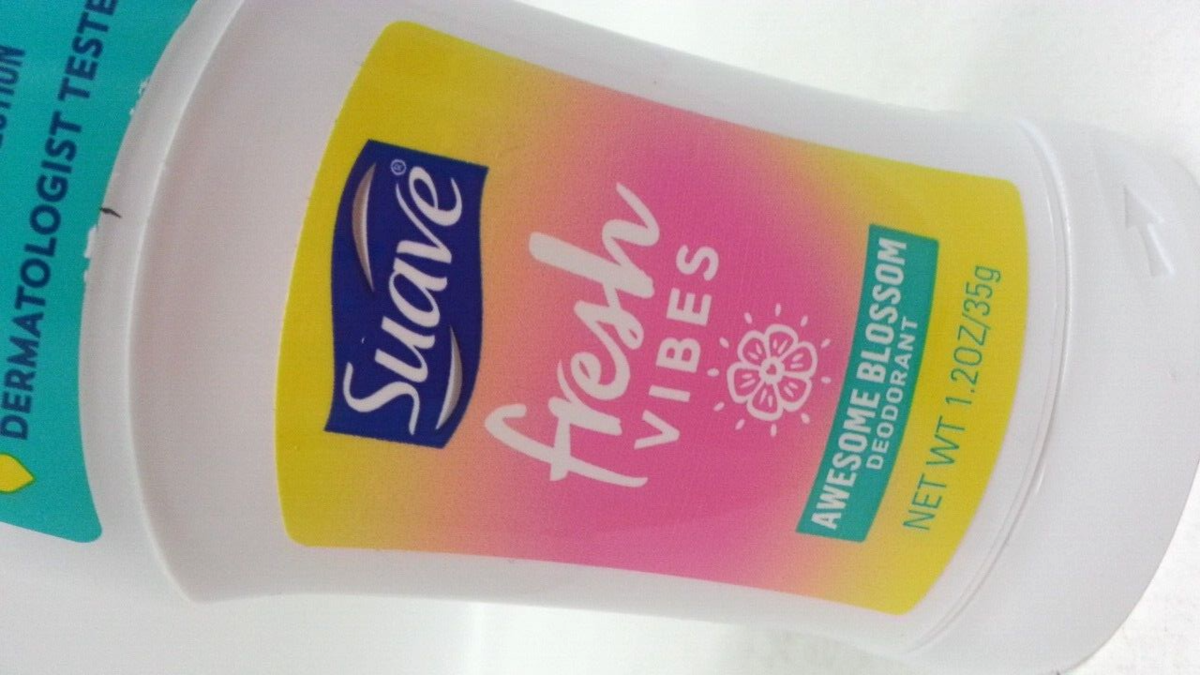 DERMATOLOGIST TESTE
Suave®
fresh
VIBES
AWESOME BLOSSOM
DEODORANT
NET WT 1.2OZ/35g